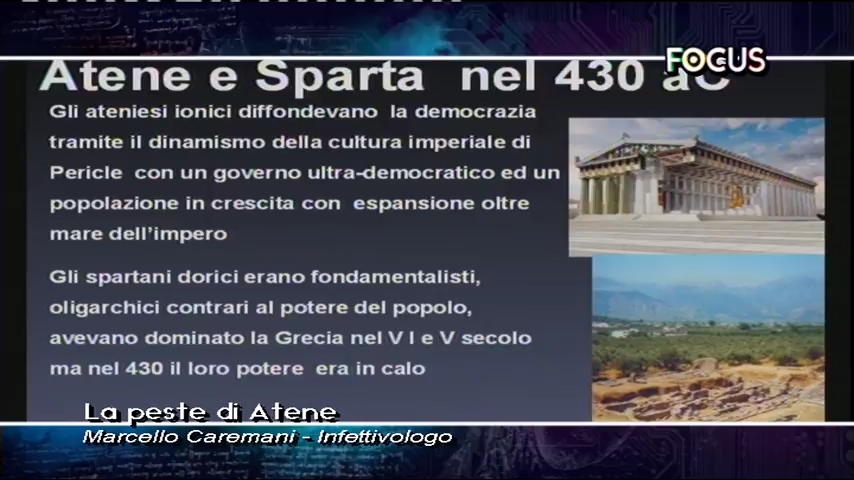 FOCUS
Atene e Sparta nel 430 aC
Gli ateniesi ionici diffondevano la democrazia
tramite il dinamismo della cultura imperiale di
Pericle con un governo ultra-democratico ed un
popolazione in crescita con espansione oltre
mare dell'impero
Gli spartani dorici erano fondamentalisti,
oligarchici contrari al potere del popolo,
avevano dominato la Grecia nel V I e V secolo
ma nel 430 il loro potere era in calo
La peste di Atene
Marcello Caremani - Infettivologo